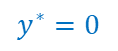 y* = 0